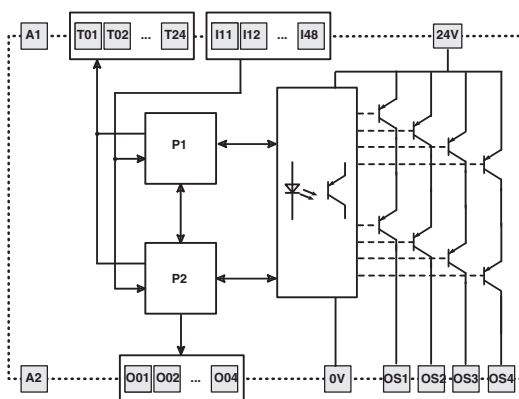 A1 T01 T02 ... T24 I11 I12 ... I48 24V
P1
P2
A2 O01 O02 ... O04 0V OS1 OS2 OS3 OS4